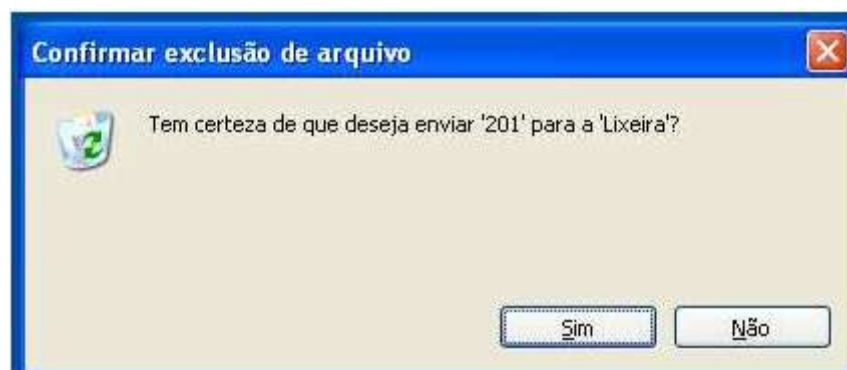 Confirmar exclusão de arquivo
Tem certeza de que deseja enviar '201' para a 'Lixeira'?
Sim
Não